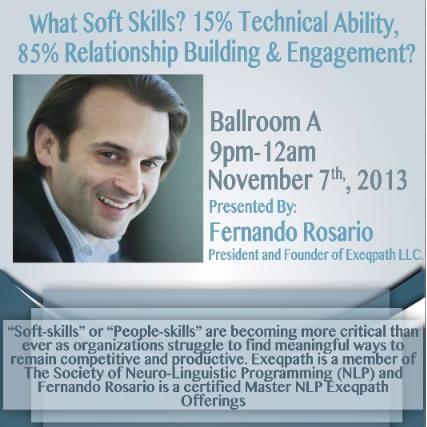 What Soft Skills? 15% Technical Ability,
85% Relationship Building & Engagement?
Ballroom A
9pm-12am
November 7th, 2013
Presented By:
Fernando Rosario
President and Founder of Exeqpath LLC.
“Soft-skills” or “People-skills” are becoming more critical than
ever as organizations struggle to find meaningful ways to
remain competitive and productive. Exeqpath is a member of
The Society of Neuro-Linguistic Programming (NLP) and
Fernando Rosario is a certified Master NLP Exeqpath
Offerings